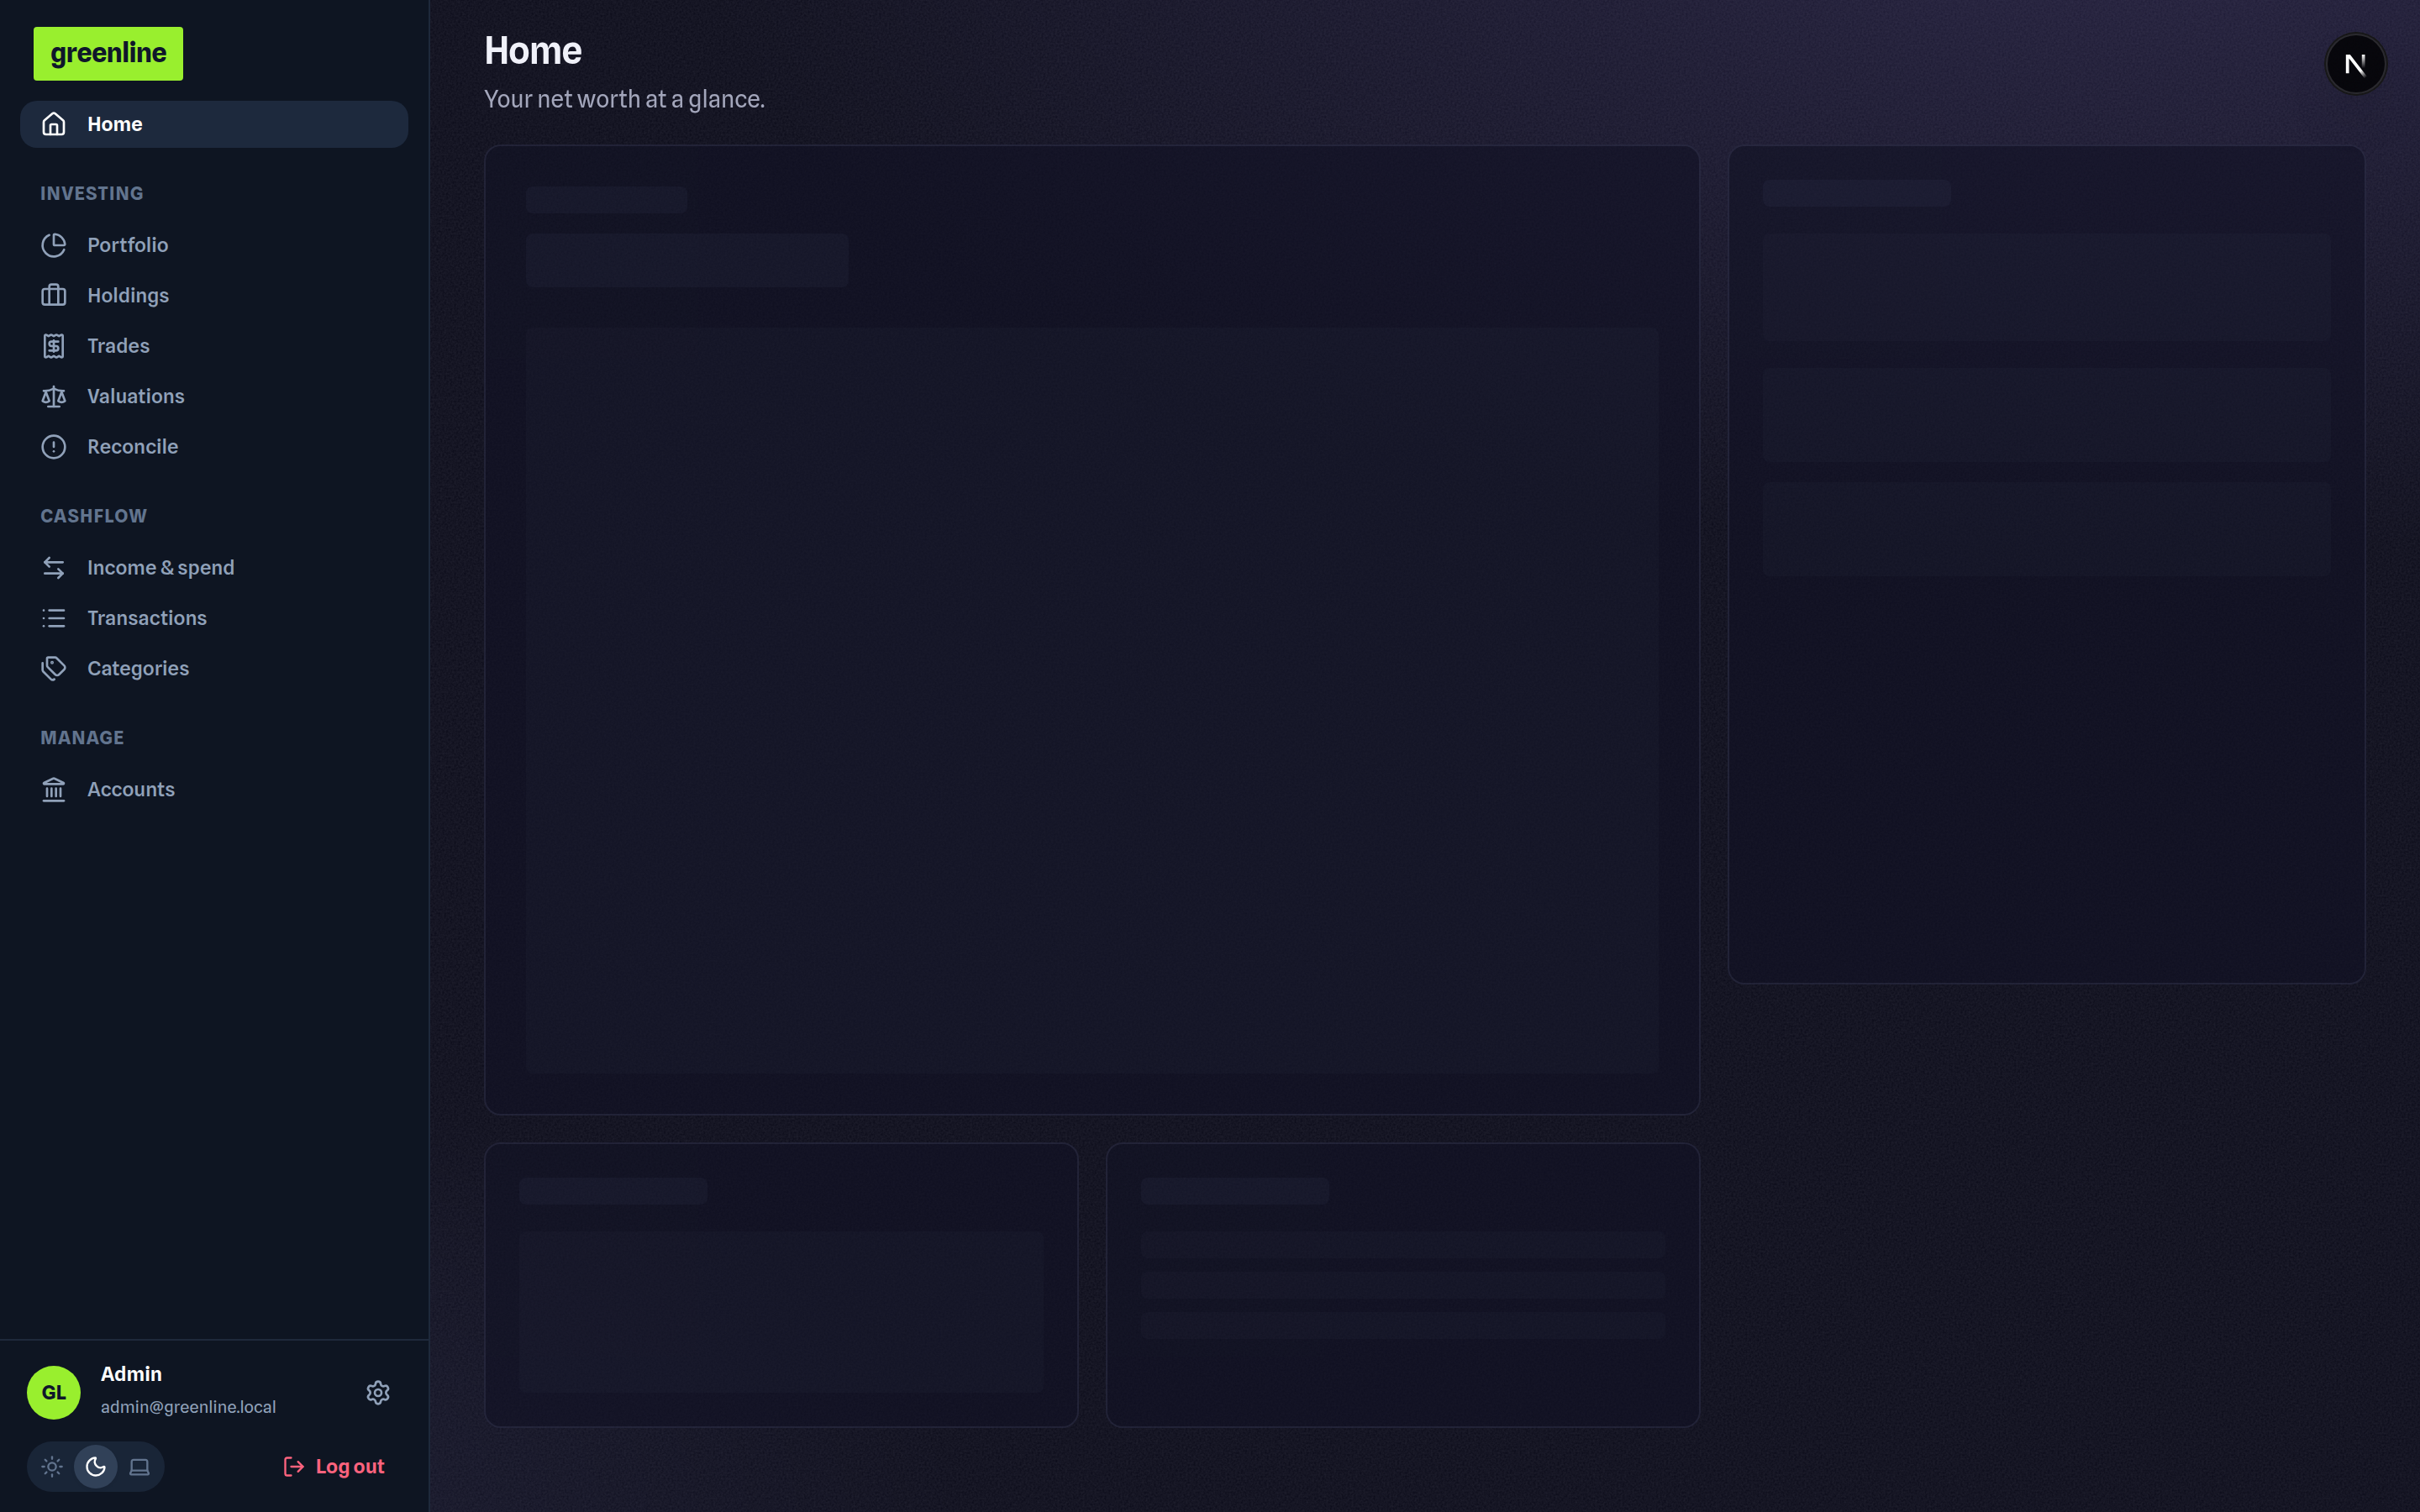 greenline
Home
INVESTING
Portfolio
Holdings
Trades
Valuations
Reconcile
CASHFLOW
Income & spend
Transactions
Categories
MANAGE
Accounts
GL
Admin
admin@greenline.local
Log out
Home
Your net worth at a glance.
N